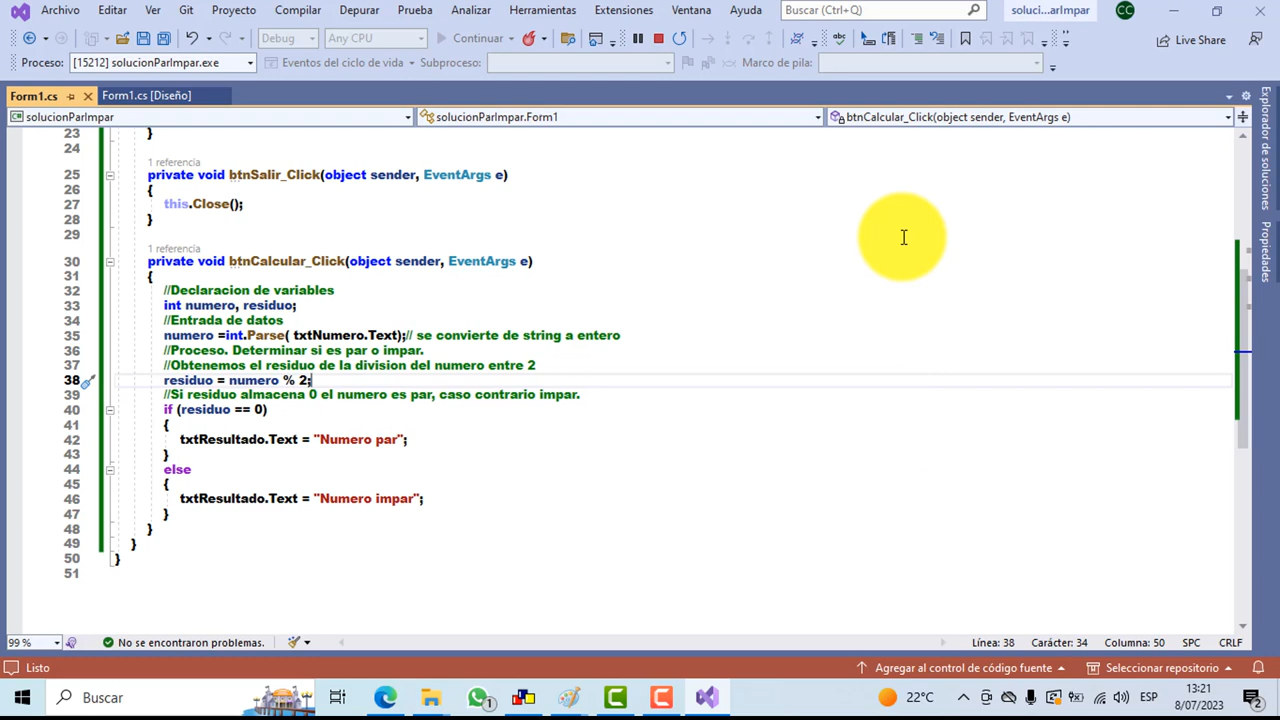 Archivo Editar Ver Git Proyecto Compilar Depurar Prueba Analizar Herramientas Extensiones Ventana Ayuda Buscar (Ctrl+Q) soluci...arImpar CC
Debug Any CPU Continuar Live Share
Proceso: [15212] solucionParImpar.exe Eventos del ciclo de vida Subproceso: Marco de pila:
Form1.cs Form1.cs [Diseño]
solucionParImpar solucionParImpar.Form1 btnCalcular_Click(object sender, EventArgs e)
23 }
24
1 referencia
25 private void btnSalir_Click(object sender, EventArgs e)
26 {
27 this.Close();
28 }
29
1 referencia
30 private void btnCalcular_Click(object sender, EventArgs e)
31 {
32 //Declaracion de variables
33 int numero, residuo;
34 //Entrada de datos
35 numero =int.Parse( txtNumero.Text);// se convierte de string a entero
36 //Proceso. Determinar si es par o impar.
37 //Obtenemos el residuo de la division del numero entre 2
38 residuo = numero % 2;
39 //Si residuo almacena 0 el numero es par, caso contrario impar.
40 if (residuo == 0)
41 {
42 txtResultado.Text = "Numero par";
43 }
44 else
45 {
46 txtResultado.Text = "Numero impar";
47 }
48 }
49 }
50 }
51
Explorador de soluciones
Propiedades
99 % No se encontraron problemas. Línea: 38 Carácter: 34 Columna: 50 SPC CRLF
Listo Agregar al control de código fuente Seleccionar repositorio
Buscar 1 22°C ESP 13:21
8/07/2023 2